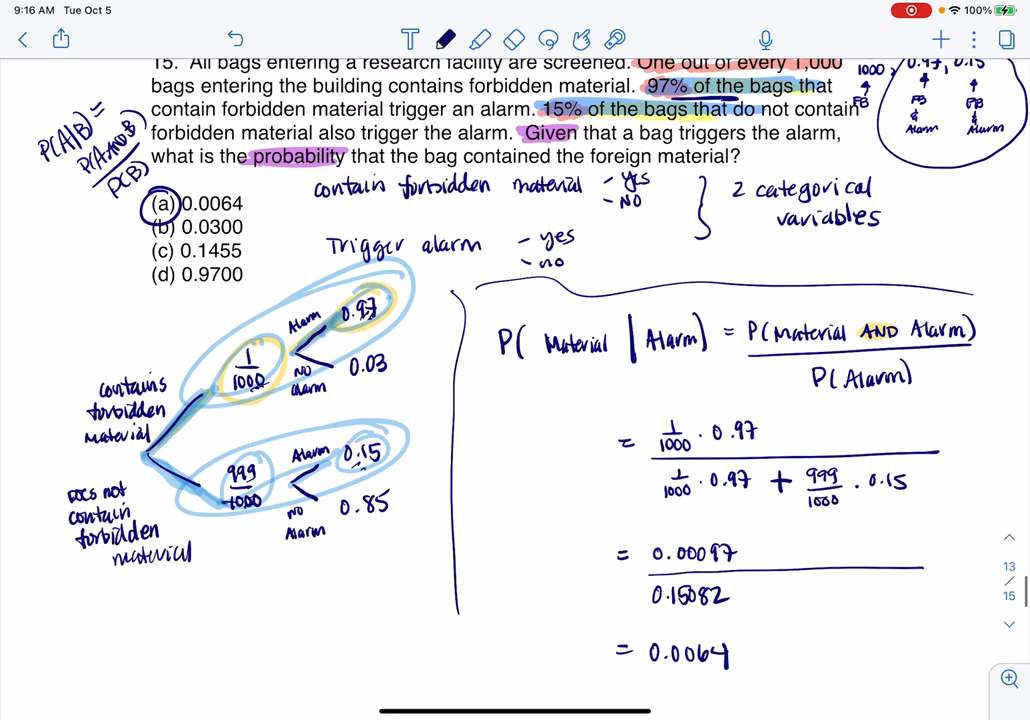 9:16 AM Tue Oct 5
100%
15. All bags entering a research facility are screened. One out of every 1,000
bags entering the building contains forbidden material. 97% of the bags that
contain forbidden material trigger an alarm. 15% of the bags that do not contain
forbidden material also trigger the alarm. Given that a bag triggers the alarm,
what is the probability that the bag contained the foreign material?
1000, 0.97, 0.15
FB FB FB
& &
Alarm Alarm
P(A|B) =
P(A AND B)
P(B)
(a) 0.0064
(b) 0.0300
(c) 0.1455
(d) 0.9700
contain forbidden material - yes
- NO
Trigger alarm - yes
- no
2 categorical
variables
contains
forbidden
material
1
1000
Alarm 0.97
NO alarm 0.03
DOES not
contain
forbidden
material
999
1000
Alarm 0.15
NO Alarm 0.85
P( Material | Alarm) = P(Material AND Alarm)
P(Alarm)
= 1/1000 · 0.97
1/1000 · 0.97 + 999/1000 · 0.15
= 0.00097
0.15082
= 0.0064
13
/
15